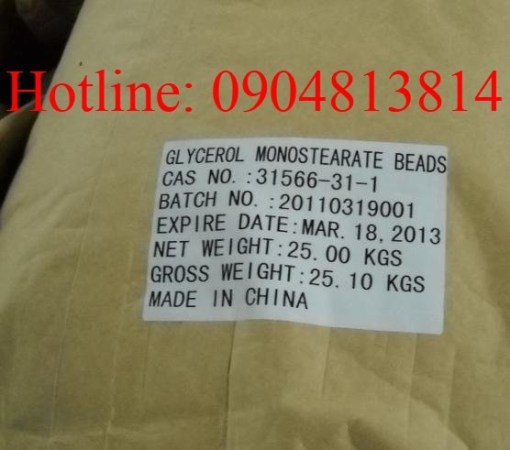 Hotline: 0904813814
GLYCEROL MONOSTEARATE BEADS
CAS NO.:31566-31-1
BATCH NO.:20110319001
EXPIRE DATE:MAR. 18, 2013
NET WEIGHT:25.00 KGS
GROSS WEIGHT:25.10 KGS
MADE IN CHINA